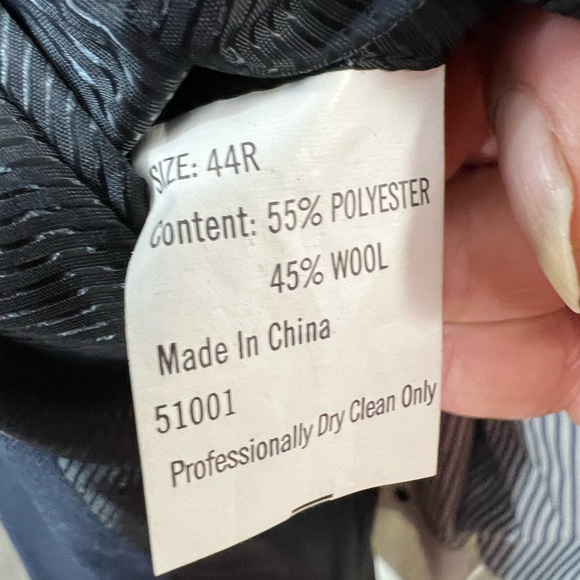 SIZE: 44R
Content: 55% POLYESTER
45% WOOL
Made In China
51001
Professionally Dry Clean Only